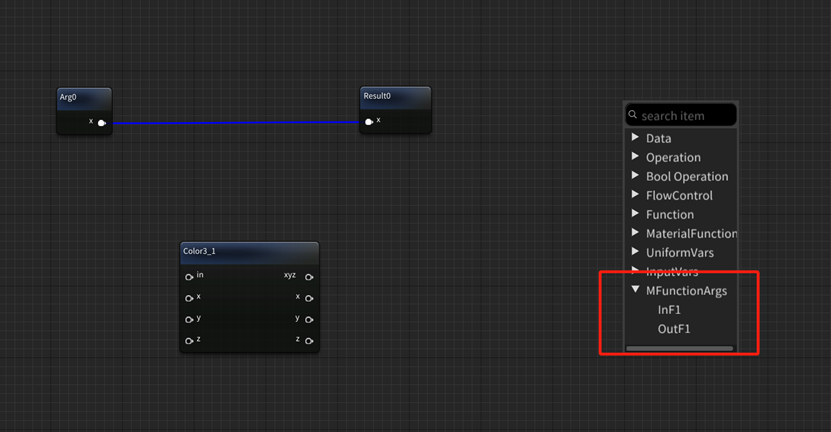 Arg0
x
Result0
x
Color3_1
in xyz
x x
y y
z z
search item
Data
Operation
Bool Operation
FlowControl
Function
MaterialFunction
UniformVars
InputVars
MFunctionArgs
InF1
OutF1